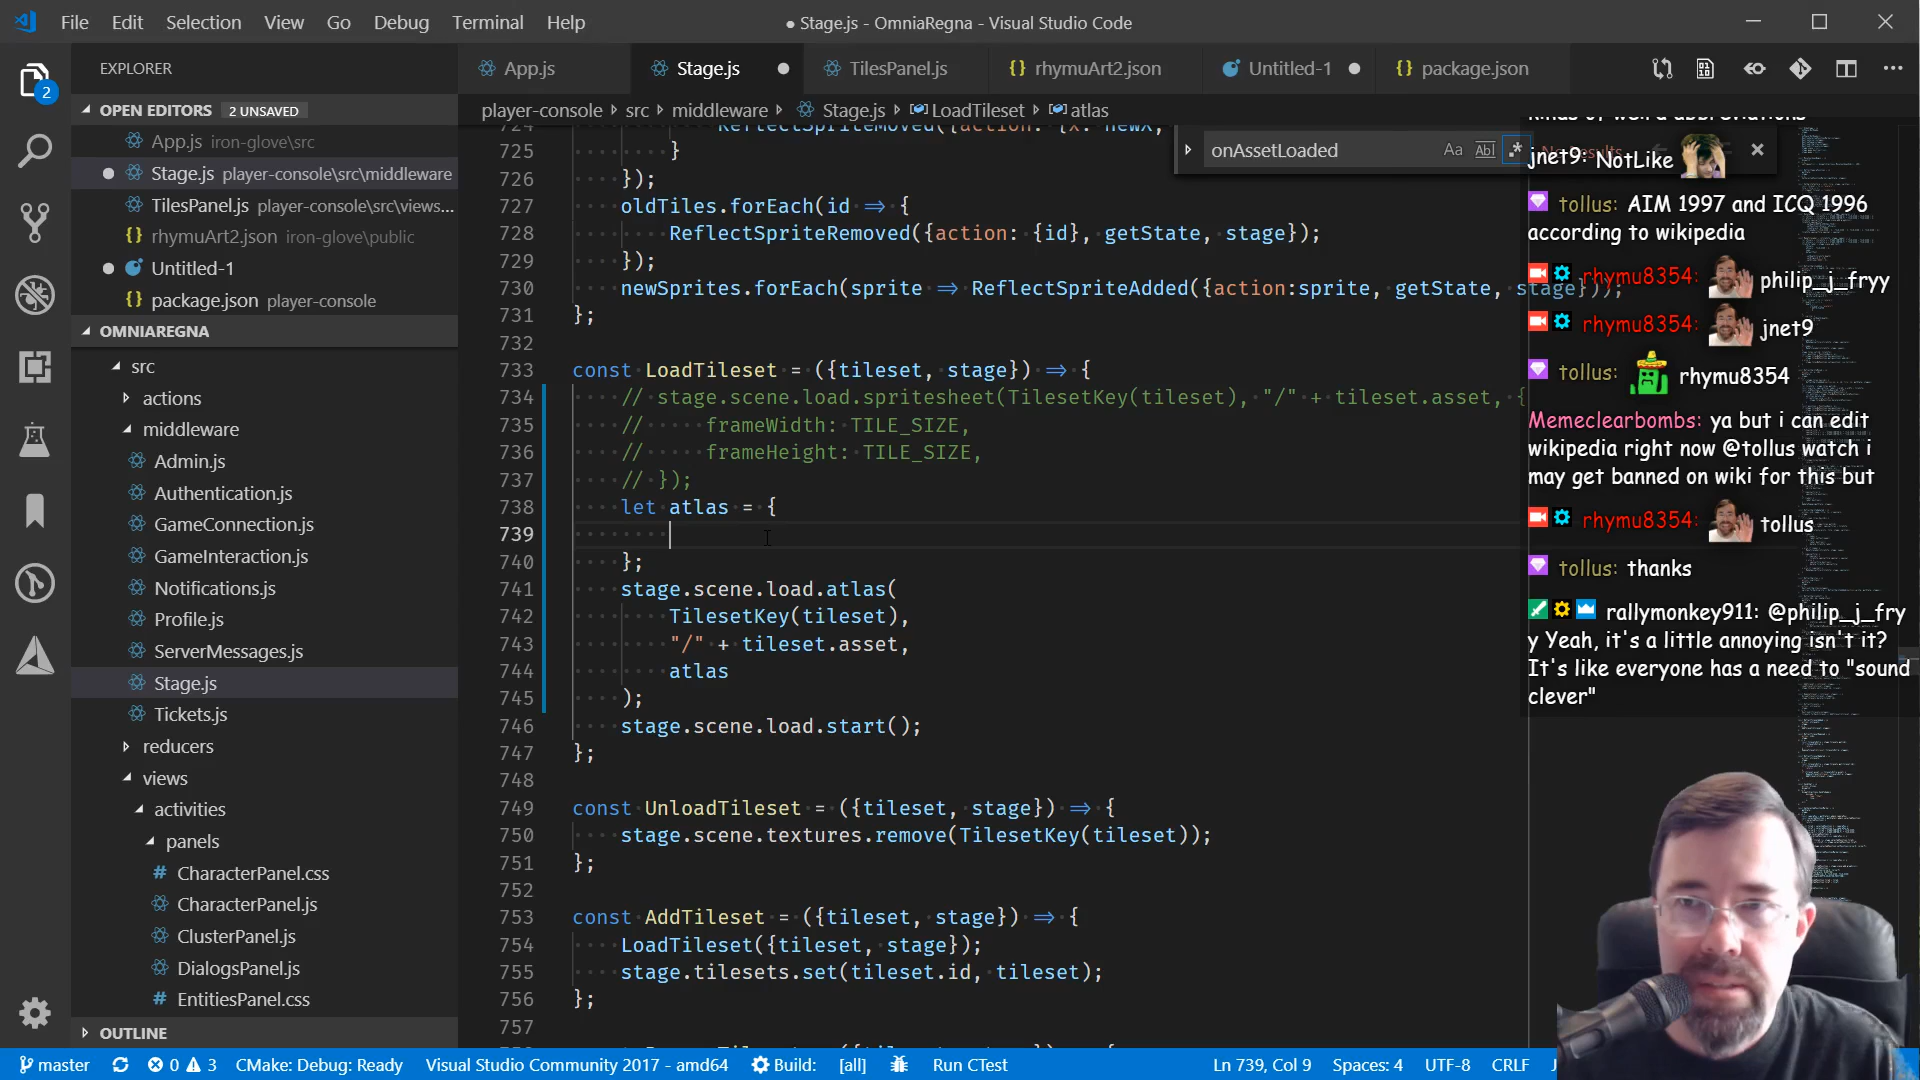 File Edit Selection View Go Debug Terminal Help
● Stage.js - OmniaRegna - Visual Studio Code
EXPLORER
App.js
Stage.js
TilesPanel.js
rhymuArt2.json
Untitled-1
package.json
OPEN EDITORS 2 UNSAVED
App.js iron-glove\src
Stage.js player-console\src\middleware
TilesPanel.js player-console\src\views...
rhymuArt2.json iron-glove\public
Untitled-1
package.json player-console
OMNIAREGNA
src
actions
middleware
Admin.js
Authentication.js
GameConnection.js
GameInteraction.js
Notifications.js
Profile.js
ServerMessages.js
Stage.js
Tickets.js
reducers
views
activities
panels
CharacterPanel.css
CharacterPanel.js
ClusterPanel.js
DialogsPanel.js
EntitiesPanel.css
OUTLINE
2
player-console › src › middleware › Stage.js › LoadTileset › atlas
onAssetLoaded Aa Abl .*
724 ReflectSpriteMoved({action: {x: newX,
725 }
726 });
727 oldTiles.forEach(id => {
728 ReflectSpriteRemoved({action: {id}, getState, stage});
729 });
730 newSprites.forEach(sprite => ReflectSpriteAdded({action:sprite, getState, stage}));
731 };
732
733 const LoadTileset = ({tileset, stage}) => {
734 // stage.scene.load.spritesheet(TilesetKey(tileset), "/" + tileset.asset, {
735 // frameWidth: TILE_SIZE,
736 // frameHeight: TILE_SIZE,
737 // });
738 let atlas = {
739
740 };
741 stage.scene.load.atlas(
742 TilesetKey(tileset),
743 "/" + tileset.asset,
744 atlas
745 );
746 stage.scene.load.start();
747 };
748
749 const UnloadTileset = ({tileset, stage}) => {
750 stage.scene.textures.remove(TilesetKey(tileset));
751 };
752
753 const AddTileset = ({tileset, stage}) => {
754 LoadTileset({tileset, stage});
755 stage.tilesets.set(tileset.id, tileset);
756 };
757
kinds of weird abbreviations
jnet9: NotLike
tollus: AIM 1997 and ICQ 1996
according to wikipedia
rhymu8354: philip_j_fryy
rhymu8354: jnet9
tollus: rhymu8354
Memeclearbombs: ya but i can edit
wikipedia right now @tollus watch i
may get banned on wiki for this but
rhymu8354: tollus
tollus: thanks
rallymonkey911: @philip_j_fry
y Yeah, it's a little annoying isn't it?
It's like everyone has a need to "sound
clever"
master 0 3 CMake: Debug: Ready Visual Studio Community 2017 - amd64 Build: [all] Run CTest Ln 739, Col 9 Spaces: 4 UTF-8 CRLF